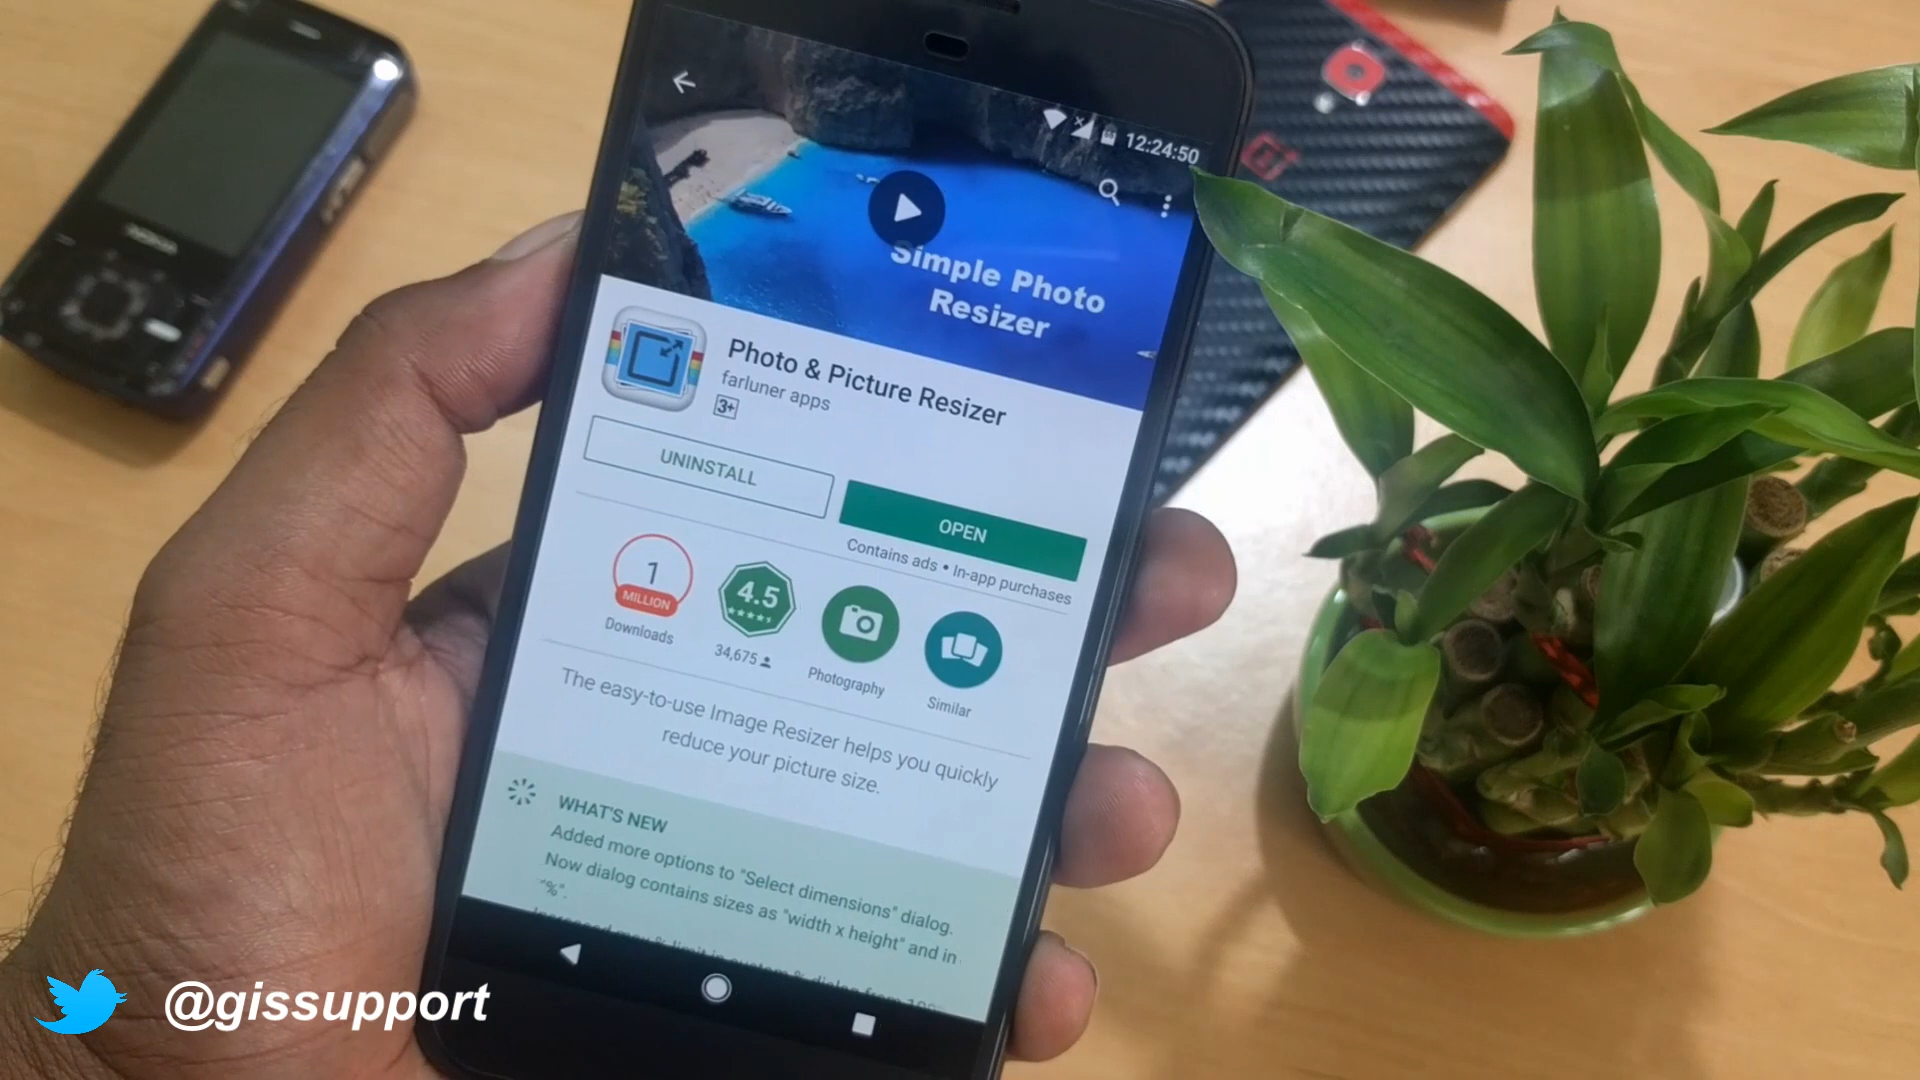 12:24:50
Simple Photo
Resizer
Photo & Picture Resizer
farluner apps
3+
UNINSTALL
OPEN
Contains ads • In-app purchases
1
MILLION
Downloads
4.5
34,675
Photography
Similar
The easy-to-use Image Resizer helps you quickly
reduce your picture size.
WHAT'S NEW
Added more options to "Select dimensions" dialog.
Now dialog contains sizes as "width x height" and in
"%".
NOKIA
@gissupport